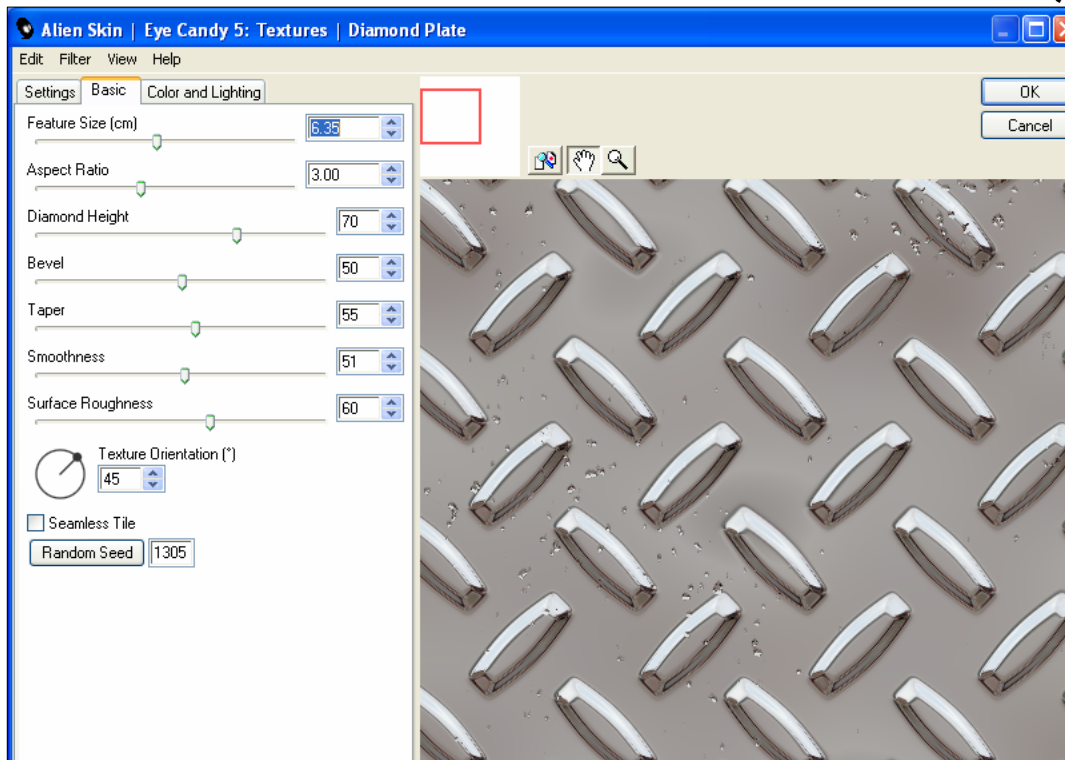 Alien Skin | Eye Candy 5: Textures | Diamond Plate
Edit Filter View Help
Settings Basic Color and Lighting
OK
Cancel
Feature Size (cm) 6.35
Aspect Ratio 3.00
Diamond Height 70
Bevel 50
Taper 55
Smoothness 51
Surface Roughness 60
Texture Orientation (°)
45
Seamless Tile
Random Seed 1305